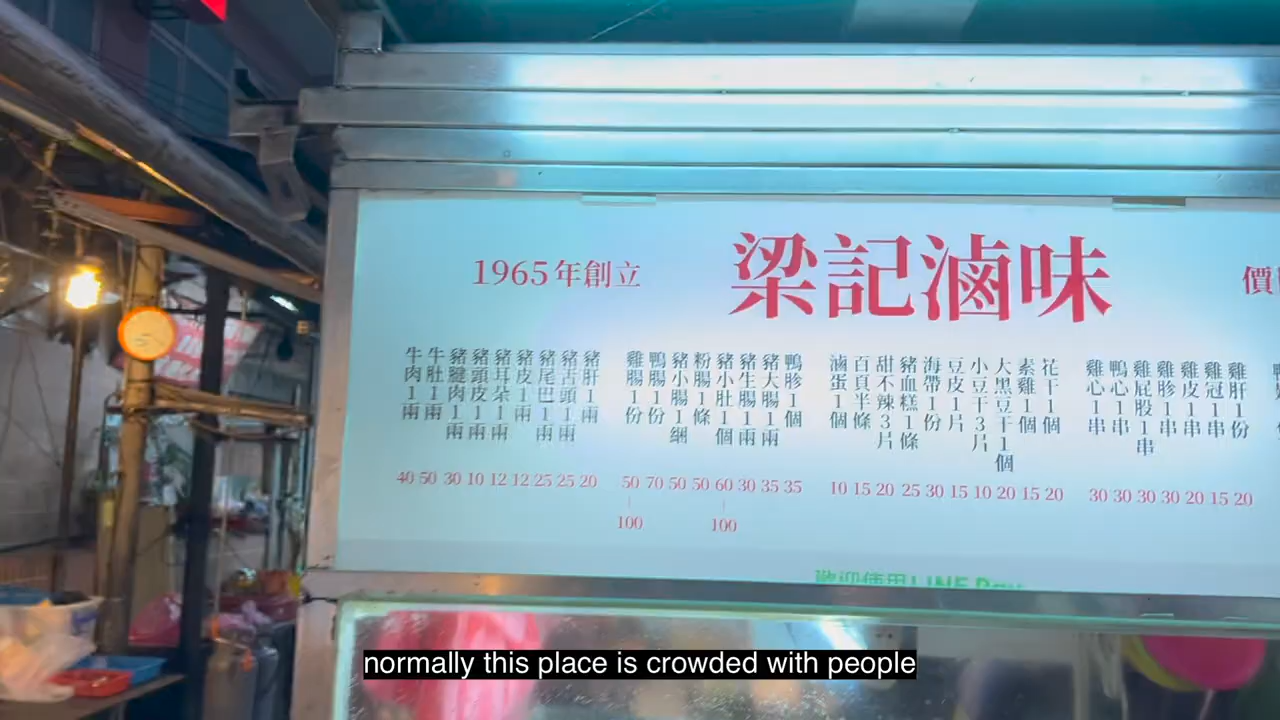 1965年創立
梁記滷味
價
牛肉1兩 40
牛肚1兩 50
豬腱肉1兩 30
豬頭皮1兩 10
豬耳朵1兩 12
豬皮1兩 12
豬尾巴1兩 25
豬舌頭1兩 25
豬肝1兩 20
雞腸1份 50
100
鴨腸1份 70
豬小腸1綑 50
粉腸1條 50
豬小肚1個 60
100
豬生腸1兩 30
豬大腸1兩 35
鴨胗1個 35
滷蛋1個 10
百頁半條 15
甜不辣3片 20
豬血糕1條 25
海帶1份 30
豆皮1片 15
小豆干3片 10
大黑豆干1個 20
素雞1個 15
花干1個 20
雞心1串 30
鴨心1串 30
雞屁股1串 30
雞胗1串 30
雞皮1串 20
雞冠1串 15
雞肝1份 20
歡迎使用LINE Pay
normally this place is crowded with people